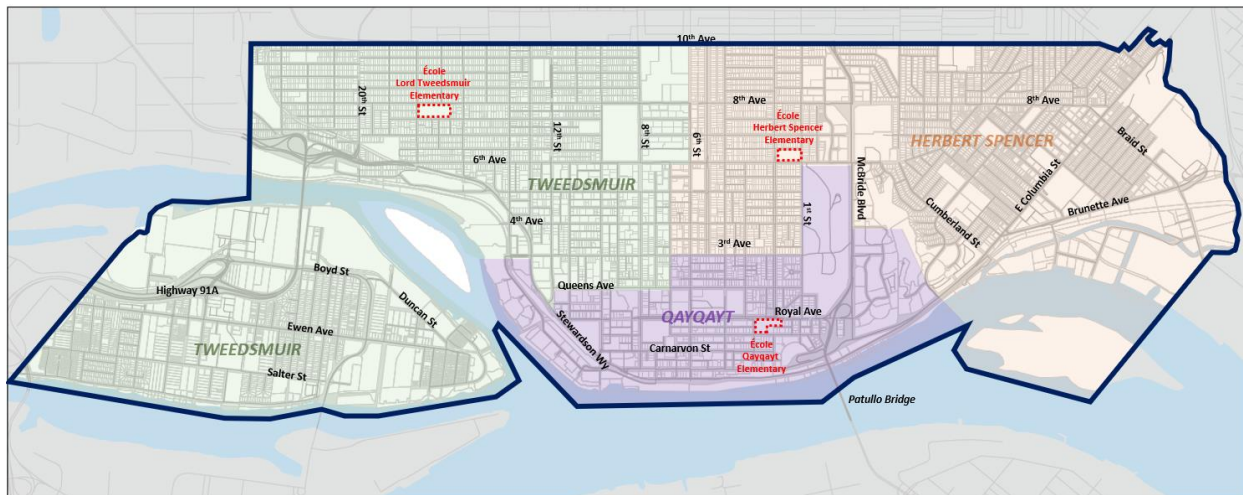 10th Ave
École
Lord Tweedsmuir
Elementary
20th St
12th St
8th St
6th St
8th Ave
École
Herbert Spencer
Elementary
8th Ave
Braid St
HERBERT SPENCER
6th Ave
McBride Blvd
E Columbia St
TWEEDSMUIR
1st St
Cumberland St
Brunette Ave
4th Ave
3rd Ave
Boyd St
Highway 91A
Duncan St
Queens Ave
Ewen Ave
Stewardson Wy
QAYQAYT
Royal Ave
TWEEDSMUIR
Carnarvon St
École
Qayqayt
Elementary
Salter St
Patullo Bridge